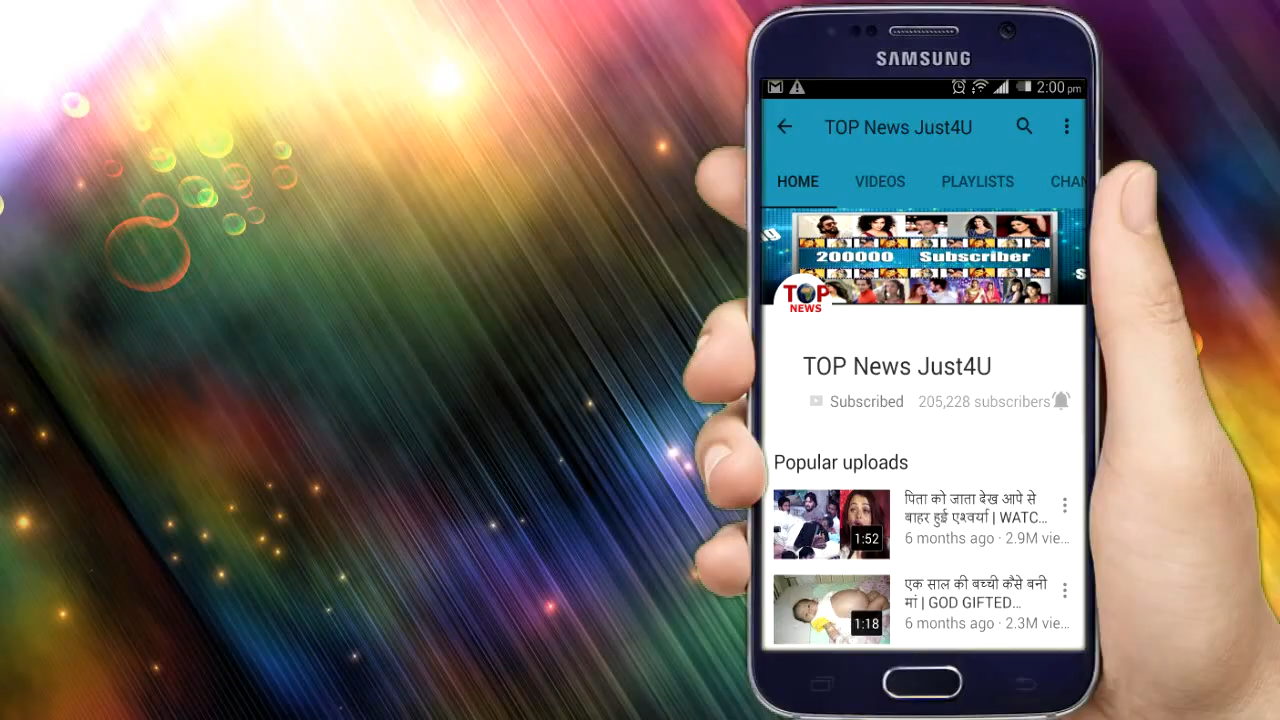 SAMSUNG
2:00 pm
TOP News Just4U
HOME VIDEOS PLAYLISTS CHAN
200000 Subscriber
TOP
NEWS
TOP News Just4U
Subscribed 205,228 subscribers
Popular uploads
पिता को जाता देख आपे से
बाहर हुई एश्वर्या | WATC...
6 months ago · 2.9M vie...
1:52
एक साल की बच्ची कैसे बनी
मां | GOD GIFTED...
6 months ago · 2.3M vie...
1:18